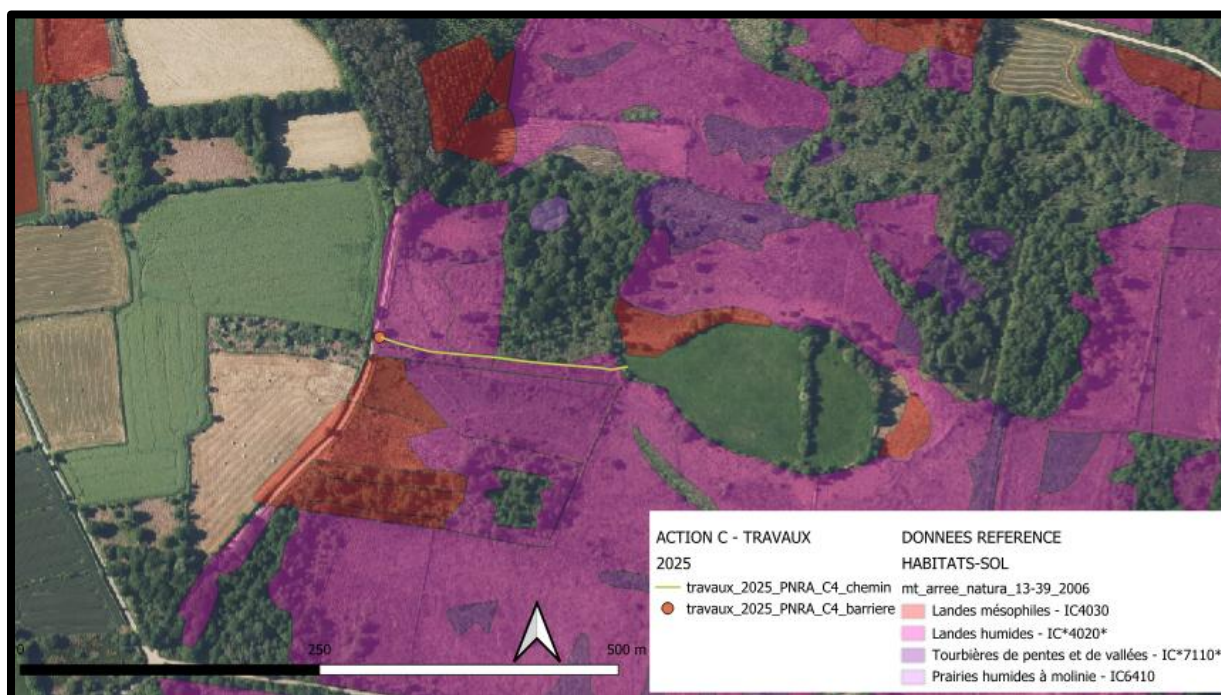 ACTION C - TRAVAUX
2025
travaux_2025_PNRA_C4_chemin
travaux_2025_PNRA_C4_barriere
DONNEES REFERENCE
HABITATS-SOL
mt_arree_natura_13-39_2006
Landes mésophiles - IC4030
Landes humides - IC*4020*
Tourbières de pentes et de vallées - IC*7110*
Prairies humides à molinie - IC6410
0 250 500 m